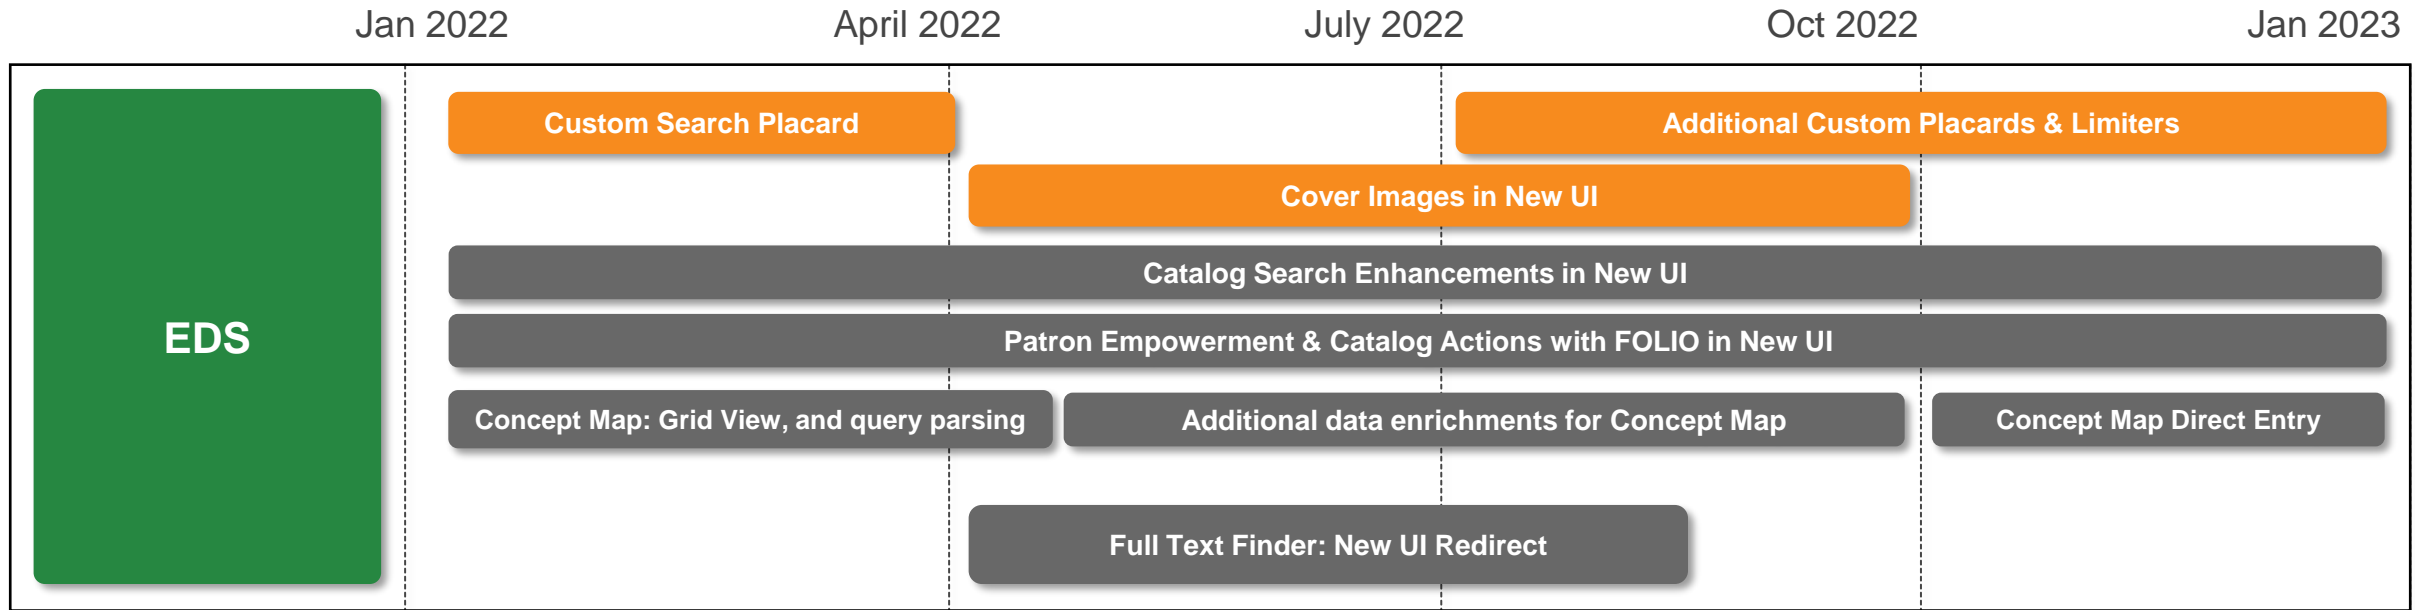 Jan 2022
April 2022
July 2022
Oct 2022
Jan 2023
EDS
Custom Search Placard
Additional Custom Placards & Limiters
Cover Images in New UI
Catalog Search Enhancements in New UI
Patron Empowerment & Catalog Actions with FOLIO in New UI
Concept Map: Grid View, and query parsing
Additional data enrichments for Concept Map
Concept Map Direct Entry
Full Text Finder: New UI Redirect